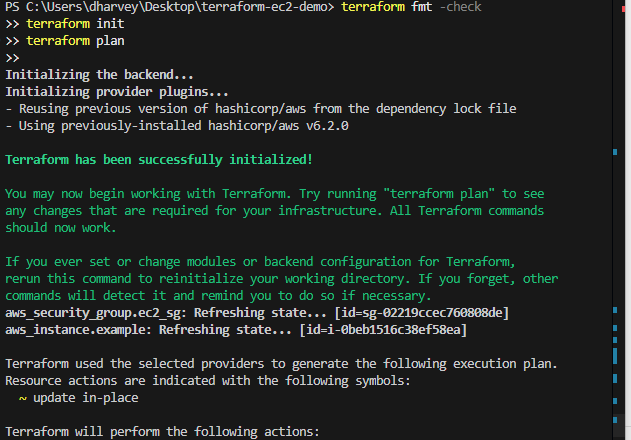 PS C:\Users\dharvey\Desktop\terraform-ec2-demo> terraform fmt -check
>> terraform init
>> terraform plan
>>
Initializing the backend...
Initializing provider plugins...
- Reusing previous version of hashicorp/aws from the dependency lock file
- Using previously-installed hashicorp/aws v6.2.0
Terraform has been successfully initialized!
You may now begin working with Terraform. Try running "terraform plan" to see
any changes that are required for your infrastructure. All Terraform commands
should now work.
If you ever set or change modules or backend configuration for Terraform,
rerun this command to reinitialize your working directory. If you forget, other
commands will detect it and remind you to do so if necessary.
aws_security_group.ec2_sg: Refreshing state... [id=sg-02219ccec760808de]
aws_instance.example: Refreshing state... [id=i-0beb1516c38ef58ea]
Terraform used the selected providers to generate the following execution plan.
Resource actions are indicated with the following symbols:
  ~ update in-place
Terraform will perform the following actions: